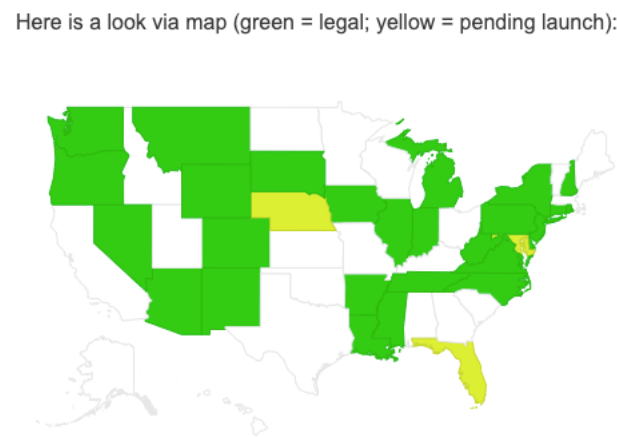 Here is a look via map (green = legal; yellow = pending launch):